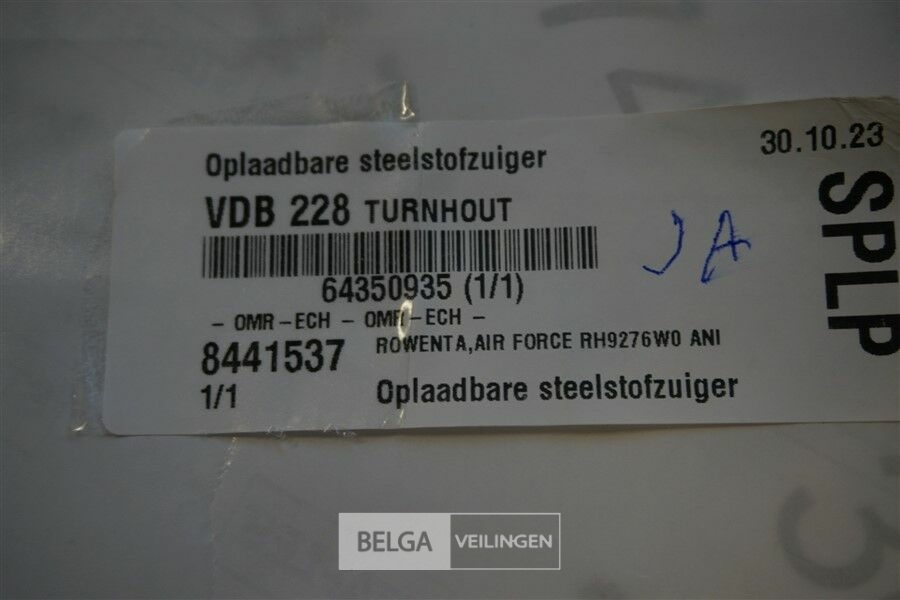 Oplaadbare steelstofzuiger
30.10.23
VDB 228 TURNHOUT
SPLP
JA
64350935 (1/1)
- OMR-ECH - OMR-ECH -
8441537 ROWENTA,AIR FORCE RH9276W0 ANI
1/1 Oplaadbare steelstofzuiger
BELGA VEILINGEN